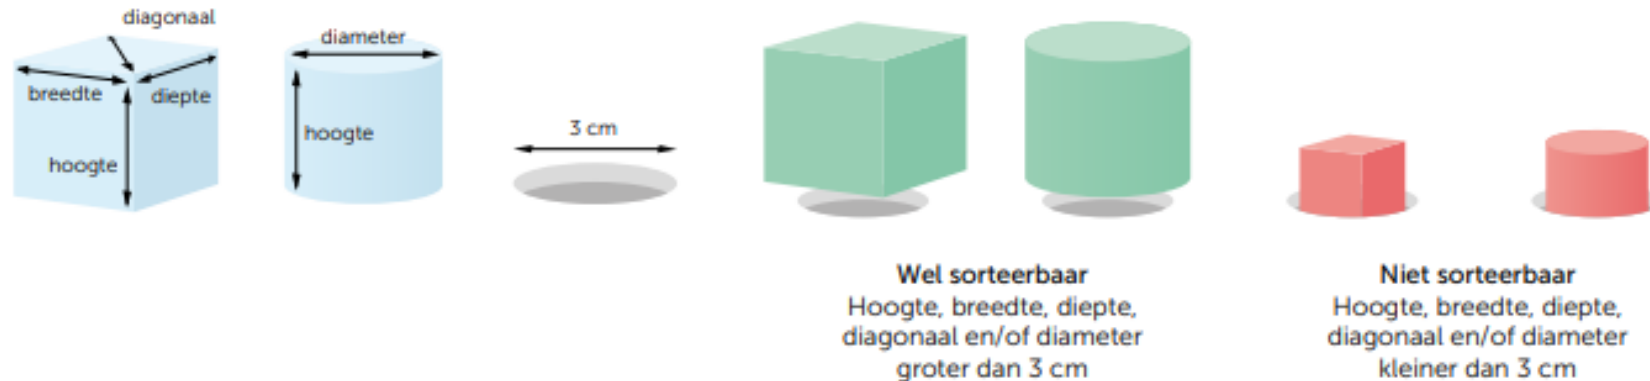 diagonaal
breedte
diepte
hoogte
diameter
hoogte
3 cm
Wel sorteerbaar
Hoogte, breedte, diepte,
diagonaal en/of diameter
groter dan 3 cm
Niet sorteerbaar
Hoogte, breedte, diepte,
diagonaal en/of diameter
kleiner dan 3 cm